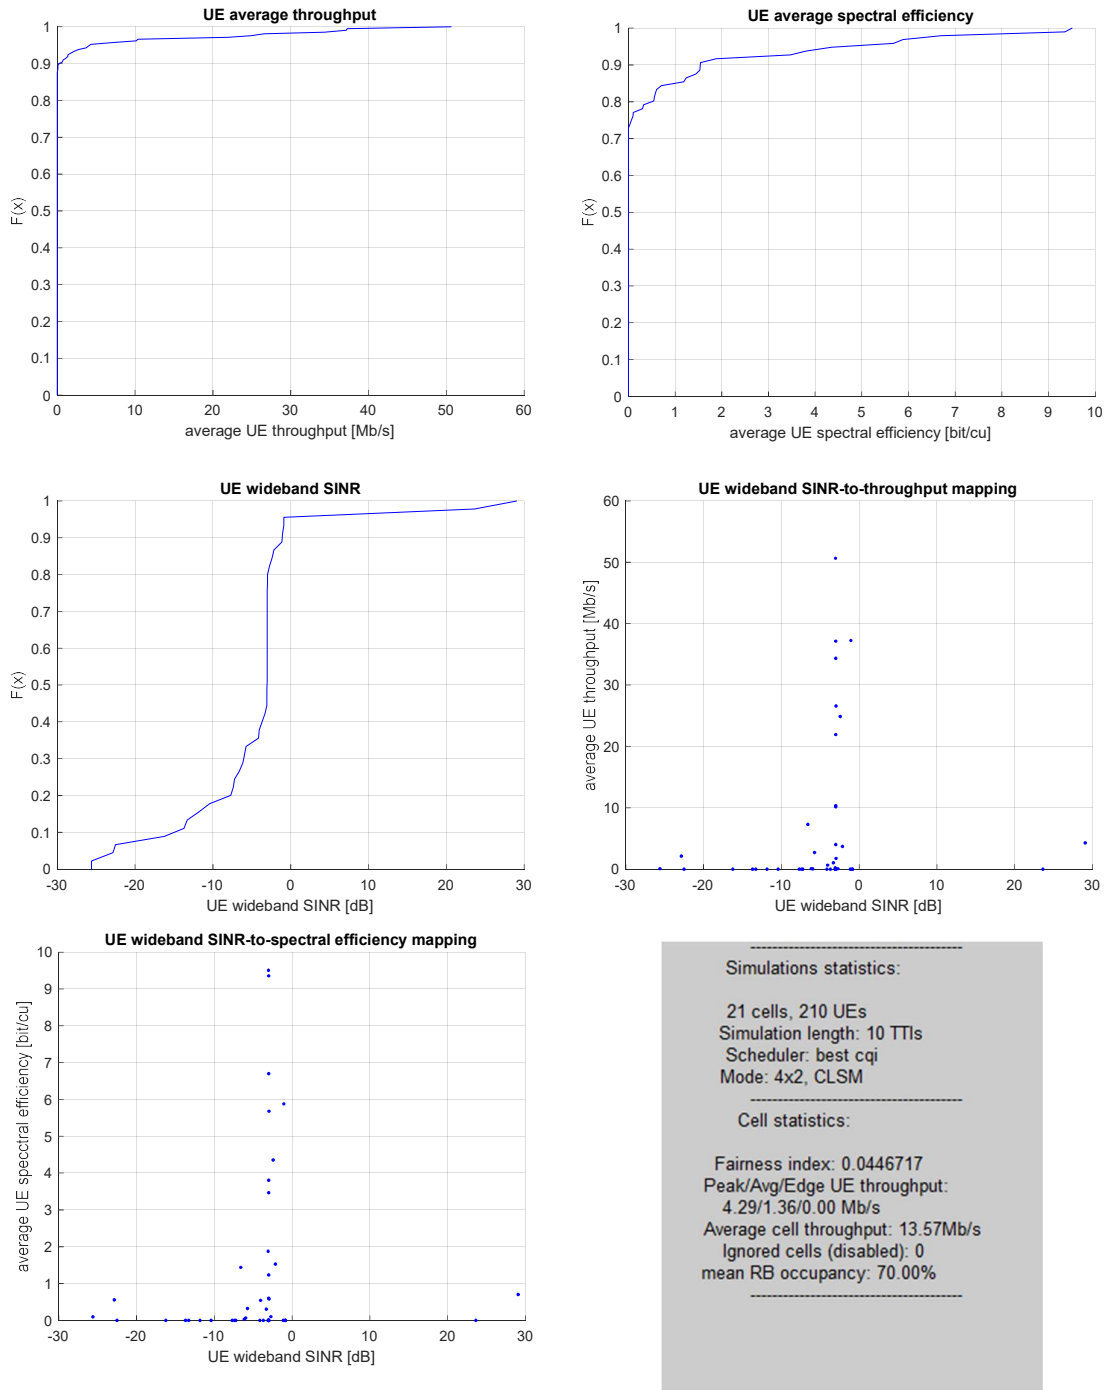 UE average throughput
1
0.9
0.8
0.7
0.6
0.5
0.4
0.3
0.2
0.1
0
F(x)
0 10 20 30 40 50 60
average UE throughput [Mb/s]
UE average spectral efficiency
1
0.9
0.8
0.7
0.6
0.5
0.4
0.3
0.2
0.1
0
F(x)
0 1 2 3 4 5 6 7 8 9 10
average UE spectral efficiency [bit/cu]
UE wideband SINR
1
0.9
0.8
0.7
0.6
0.5
0.4
0.3
0.2
0.1
0
F(x)
-30 -20 -10 0 10 20 30
UE wideband SINR [dB]
UE wideband SINR-to-throughput mapping
60
50
40
30
20
10
0
average UE throughput [Mb/s]
-30 -20 -10 0 10 20 30
UE wideband SINR [dB]
UE wideband SINR-to-spectral efficiency mapping
10
9
8
7
6
5
4
3
2
1
0
average UE specctral efficiency [bit/cu]
-30 -20 -10 0 10 20 30
UE wideband SINR [dB]
---------------------------------------
Simulations statistics:
21 cells, 210 UEs
Simulation length: 10 TTIs
Scheduler: best cqi
Mode: 4x2, CLSM
---------------------------------------
Cell statistics:
Fairness index: 0.0446717
Peak/Avg/Edge UE throughput:
4.29/1.36/0.00 Mb/s
Average cell throughput: 13.57Mb/s
Ignored cells (disabled): 0
mean RB occupancy: 70.00%
---------------------------------------